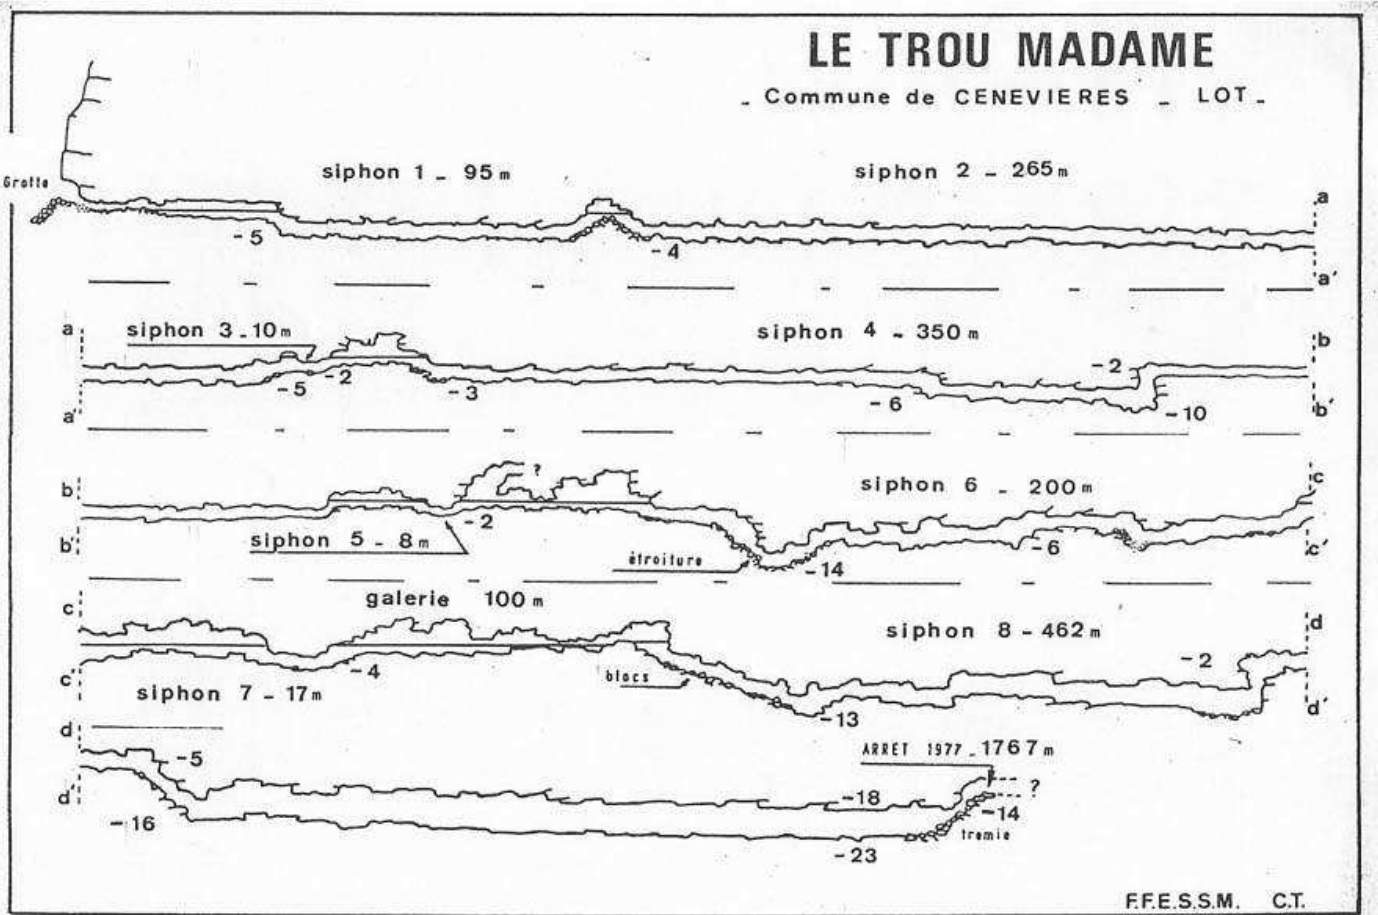 LE TROU MADAME
- Commune de CENEVIERES - LOT -
Grotte
siphon 1 - 95 m
siphon 2 - 265 m
a
-5
-4
a'
a
siphon 3 - 10 m
siphon 4 - 350 m
b
-2
-5
-2
-3
-6
-10
a'
b'
b
?
siphon 6 - 200 m
c
-2
b'
siphon 5 - 8 m
étroiture
-14
-6
c'
c
galerie 100 m
siphon 8 - 462 m
d
-2
-4
blocs
c'
siphon 7 - 17 m
-13
d'
d
-5
ARRET 1977 - 1767 m
?
d'
-18
-14
-16
tremie
-23
F.F.E.S.S.M. C.T.